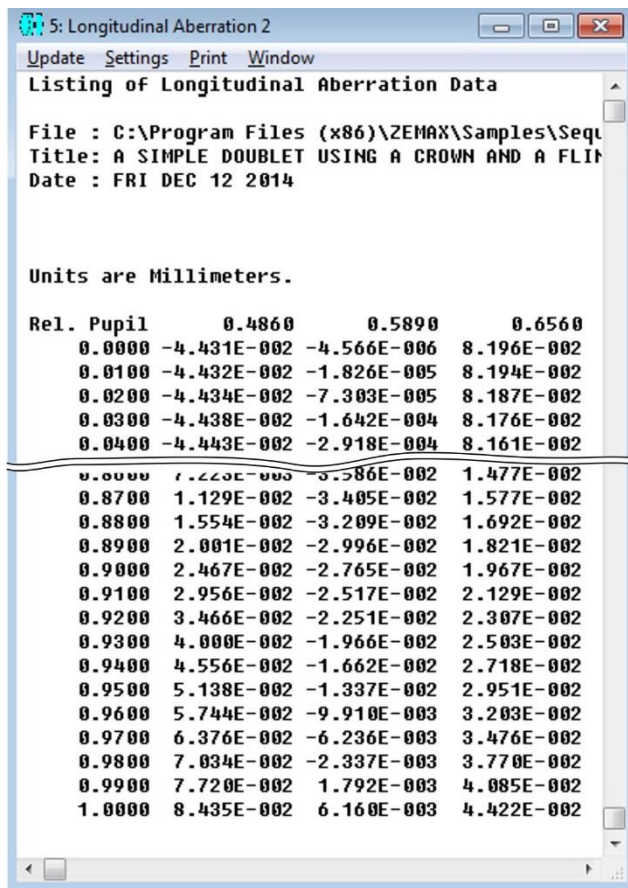 5: Longitudinal Aberration 2
Update Settings Print Window
Listing of Longitudinal Aberration Data
File : C:\Program Files (x86)\ZEMAX\Samples\Sequ
Title: A SIMPLE DOUBLET USING A CROWN AND A FLIN
Date : FRI DEC 12 2014
Units are Millimeters.
Rel. Pupil 0.4860 0.5890 0.6560
0.0000 -4.431E-002 -4.566E-006 8.196E-002
0.0100 -4.432E-002 -1.826E-005 8.194E-002
0.0200 -4.434E-002 -7.303E-005 8.187E-002
0.0300 -4.438E-002 -1.642E-004 8.176E-002
0.0400 -4.443E-002 -2.918E-004 8.161E-002
7.223E-003 -3.586E-002 1.477E-002
0.8700 1.129E-002 -3.405E-002 1.577E-002
0.8800 1.554E-002 -3.209E-002 1.692E-002
0.8900 2.001E-002 -2.996E-002 1.821E-002
0.9000 2.467E-002 -2.765E-002 1.967E-002
0.9100 2.956E-002 -2.517E-002 2.129E-002
0.9200 3.466E-002 -2.251E-002 2.307E-002
0.9300 4.000E-002 -1.966E-002 2.503E-002
0.9400 4.556E-002 -1.662E-002 2.718E-002
0.9500 5.138E-002 -1.337E-002 2.951E-002
0.9600 5.744E-002 -9.910E-003 3.203E-002
0.9700 6.376E-002 -6.236E-003 3.476E-002
0.9800 7.034E-002 -2.337E-003 3.770E-002
0.9900 7.720E-002 1.792E-003 4.085E-002
1.0000 8.435E-002 6.160E-003 4.422E-002